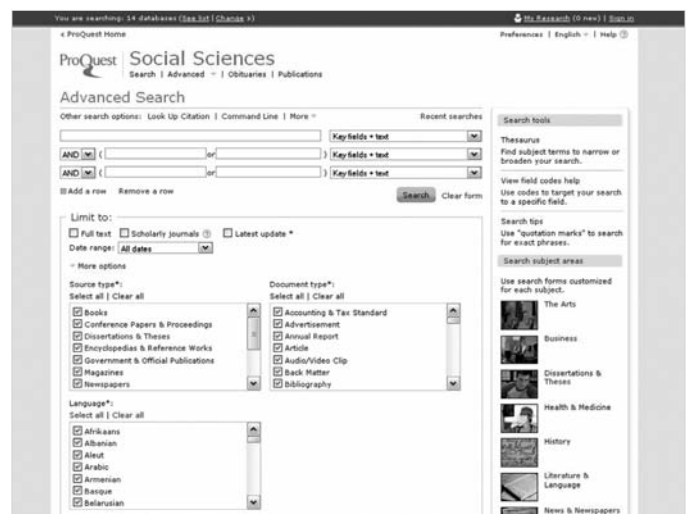 You are searching: 14 databases (See list | Change »)
My Research (0 new) | Sign in
< ProQuest Home
Preferences | English | Help
ProQuest Social Sciences
Search | Advanced | Obituaries | Publications
Advanced Search
Other search options: Look Up Citation | Command Line | More
Recent searches
Key fields + text
AND ( or ) Key fields + text
AND ( or ) Key fields + text
Add a row Remove a row
Search Clear form
Limit to:
Full text Scholarly journals Latest update *
Date range: All dates
More options
Source type*:
Select all | Clear all
Books
Conference Papers & Proceedings
Dissertations & Theses
Encyclopedias & Reference Works
Government & Official Publications
Magazines
Newspapers
Document type*:
Select all | Clear all
Accounting & Tax Standard
Advertisement
Annual Report
Article
Audio/Video Clip
Back Matter
Bibliography
Language*:
Select all | Clear all
Afrikaans
Albanian
Aleut
Arabic
Armenian
Basque
Belarusian
Search tools
Thesaurus
Find subject terms to narrow or
broaden your search.
View field codes help
Use codes to target your search
to a specific field.
Search tips
Use "quotation marks" to search
for exact phrases.
Search subject areas
Use search forms customized
for each subject.
The Arts
Business
Dissertations &
Theses
Health & Medicine
History
Literature &
Language
News & Newspapers